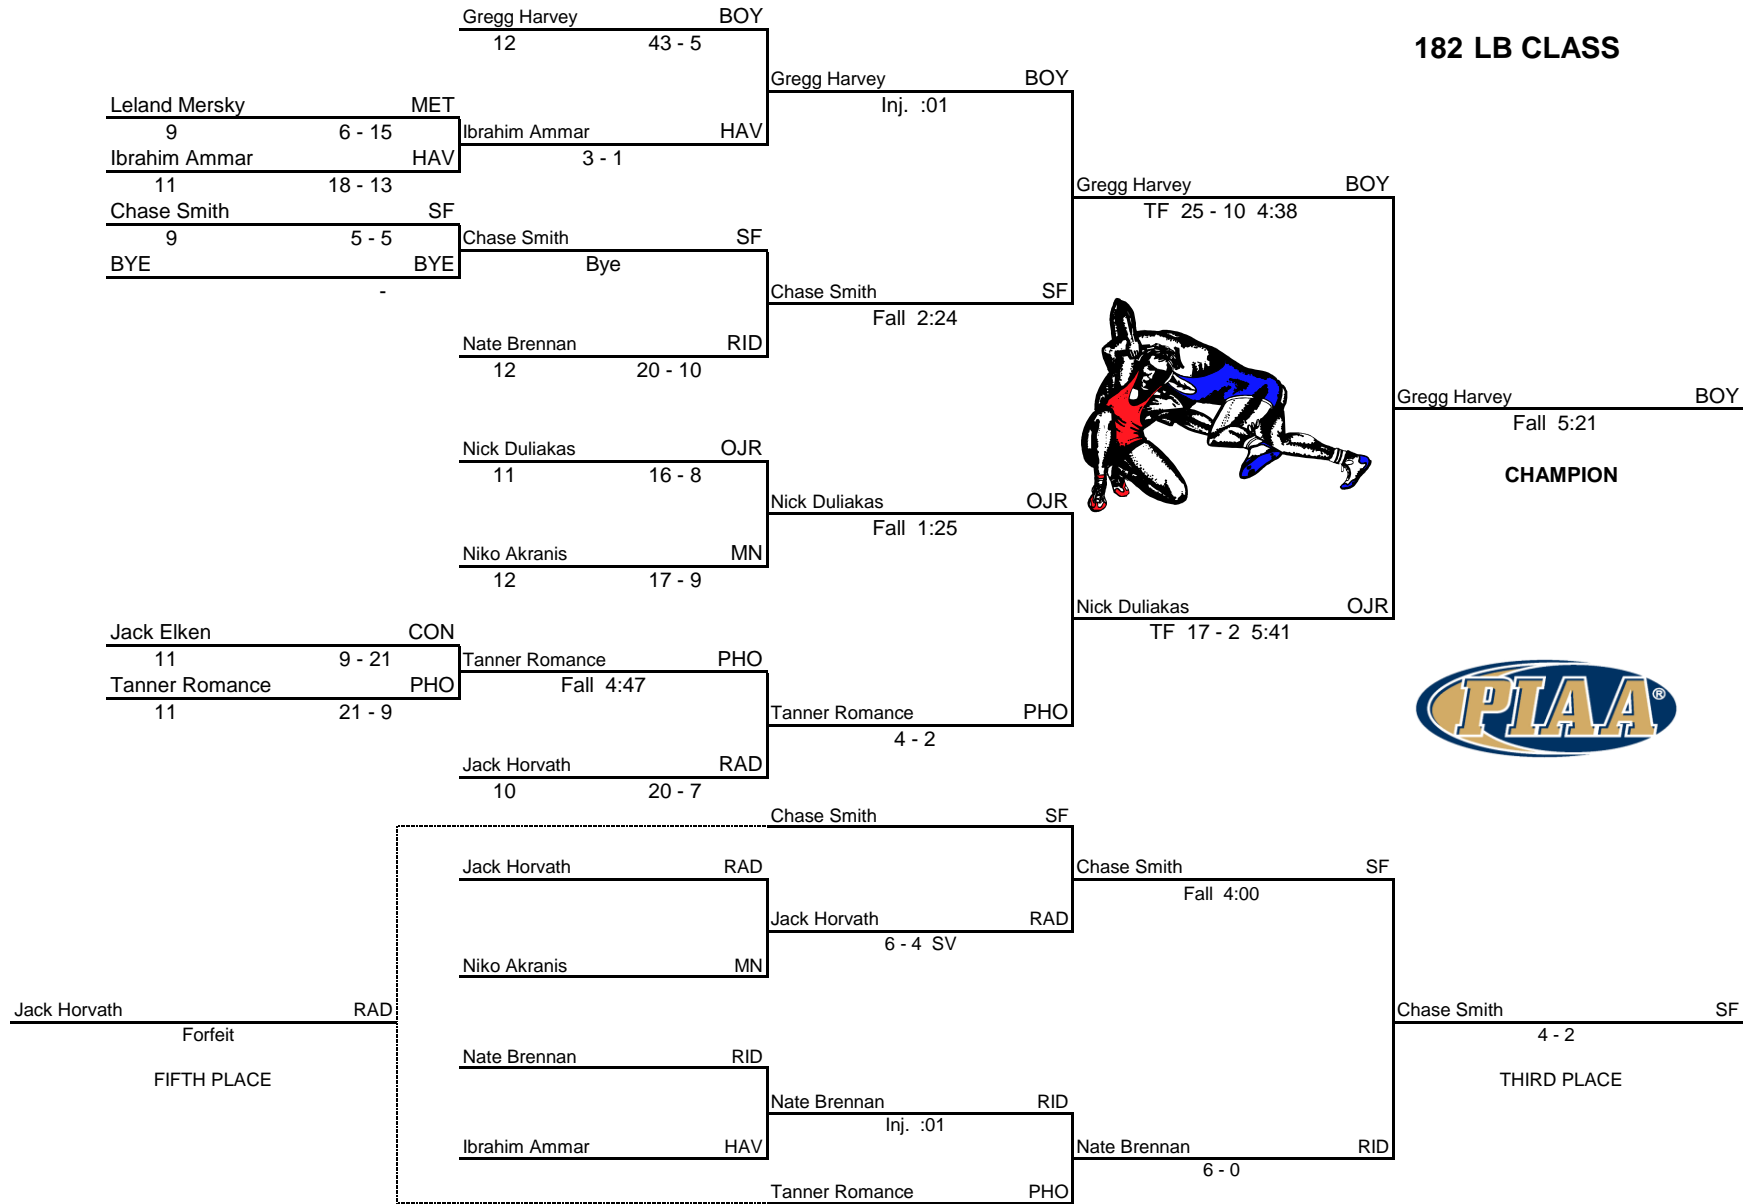 182 LB CLASS
Gregg Harvey BOY
12 43 - 5
Gregg Harvey BOY
Inj. :01
Leland Mersky MET
9 6 - 15
Ibrahim Ammar HAV
3 - 1
Ibrahim Ammar HAV
11 18 - 13
Gregg Harvey BOY
TF 25 - 10 4:38
Chase Smith SF
9 5 - 5
Chase Smith SF
Bye
BYE BYE
-
Chase Smith SF
Fall 2:24
Nate Brennan RID
12 20 - 10
Gregg Harvey BOY
Fall 5:21
CHAMPION
Nick Duliakas OJR
11 16 - 8
Nick Duliakas OJR
Fall 1:25
Niko Akranis MN
12 17 - 9
Nick Duliakas OJR
TF 17 - 2 5:41
Jack Elken CON
11 9 - 21
Tanner Romance PHO
Fall 4:47
Tanner Romance PHO
11 21 - 9
Tanner Romance PHO
4 - 2
Jack Horvath RAD
10 20 - 7
PIAA®
Chase Smith SF
Jack Horvath RAD
Chase Smith SF
Fall 4:00
Jack Horvath RAD
6 - 4 SV
Niko Akranis MN
Jack Horvath RAD
Forfeit
FIFTH PLACE
Chase Smith SF
4 - 2
THIRD PLACE
Nate Brennan RID
Nate Brennan RID
Inj. :01
Ibrahim Ammar HAV
Nate Brennan RID
6 - 0
Tanner Romance PHO